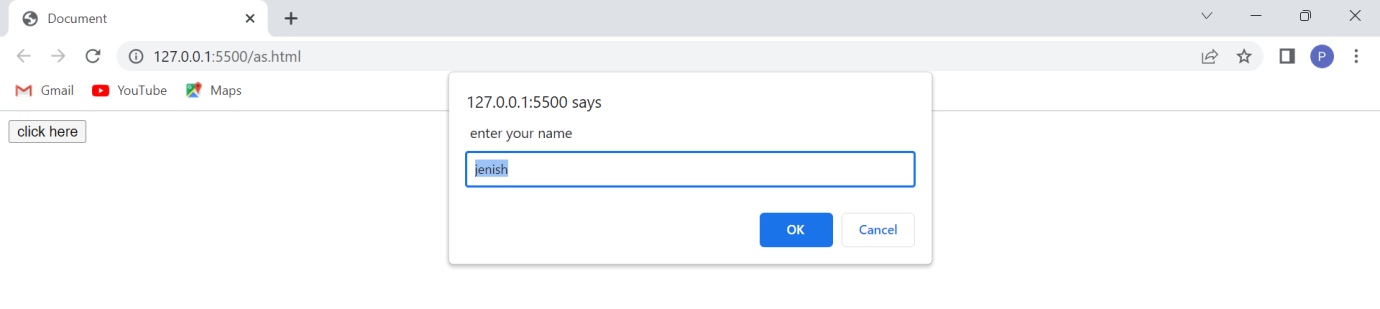 Document
127.0.0.1:5500/as.html
P
Gmail YouTube Maps
127.0.0.1:5500 says
click here
enter your name
jenish
OK Cancel